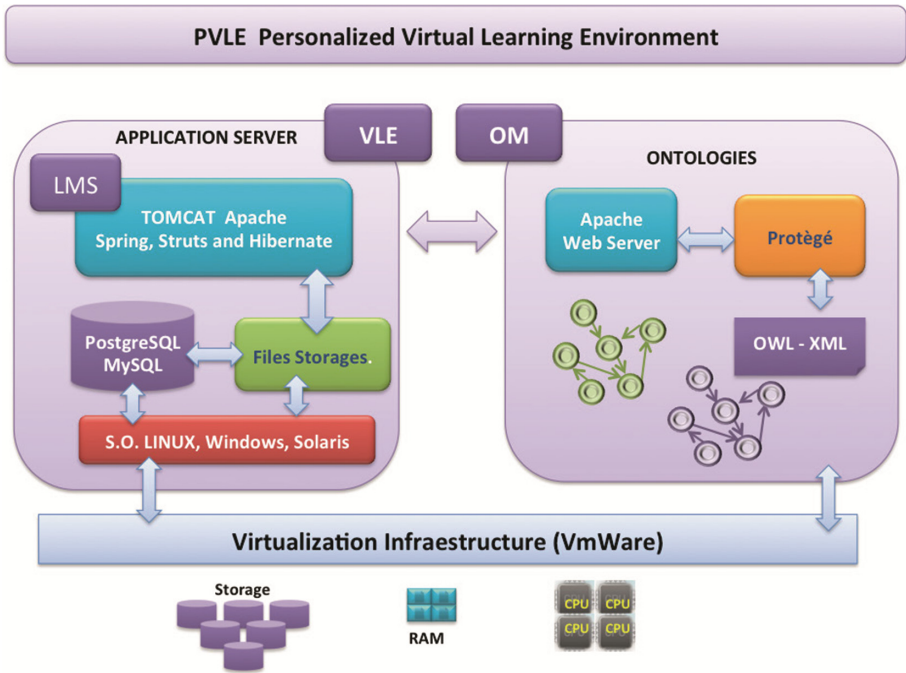 PVLE Personalized Virtual Learning Environment
APPLICATION SERVER
VLE
OM
ONTOLOGIES
LMS
TOMCAT Apache
Spring, Struts and Hibernate
Apache
Web Server
Protègé
PostgreSQL
MySQL
Files Storages.
OWL - XML
S.O. LINUX, Windows, Solaris
Virtualization Infraestructure (VmWare)
Storage
RAM
CPU
CPU
CPU
CPU